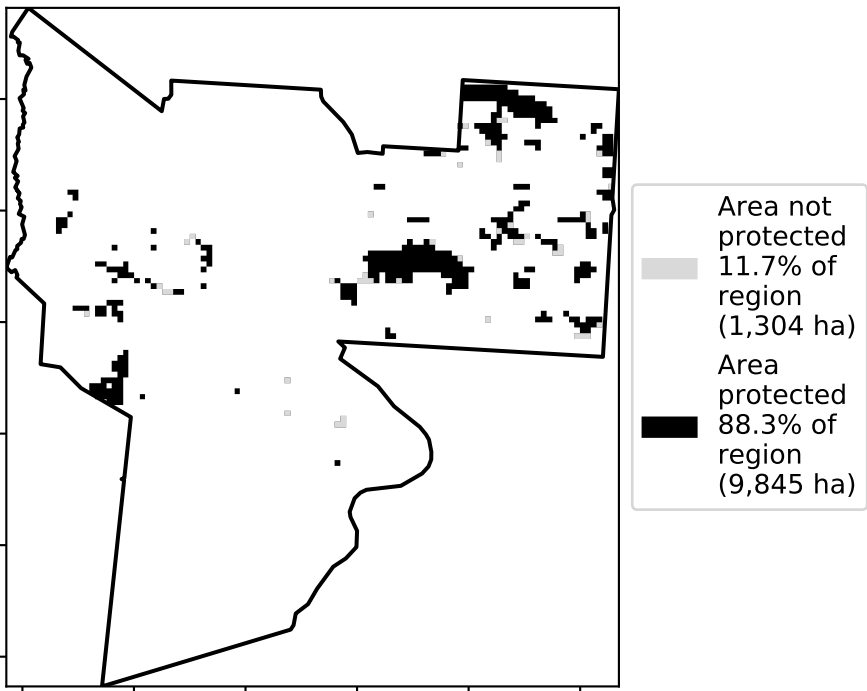 Area not
protected
11.7% of
region
(1,304 ha)
Area
protected
88.3% of
region
(9,845 ha)